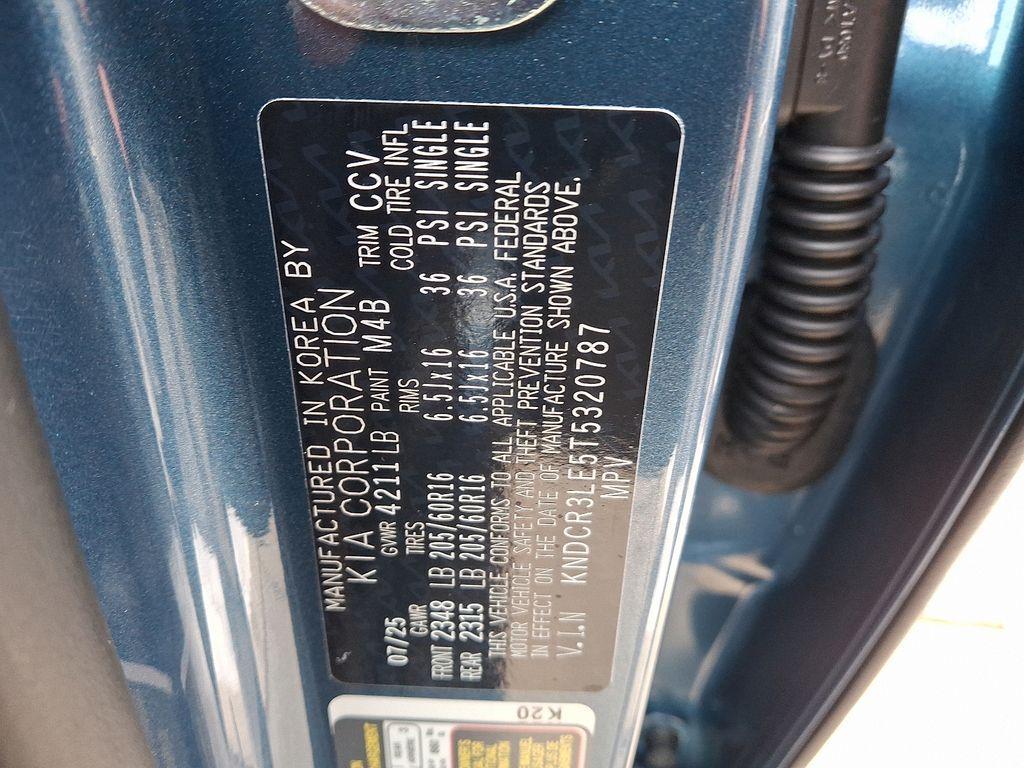 MANUFACTURED IN KOREA BY
KIA CORPORATION
07/25 GVWR 4211 LB PAINT M4B TRIM CCV
GAWR TIRES RIMS COLD TIRE INFL
FRONT 2348 LB 205/60R16 6.5Jx16 36 PSI SINGLE
REAR 2315 LB 205/60R16 6.5Jx16 36 PSI SINGLE
THIS VEHICLE CONFORMS TO ALL APPLICABLE U.S.A. FEDERAL
MOTOR VEHICLE SAFETY AND THEFT PREVENTION STANDARDS
IN EFFECT ON THE DATE OF MANUFACTURE SHOWN ABOVE.
V.I.N KNDCR3LE5T5320787
MPV
K20